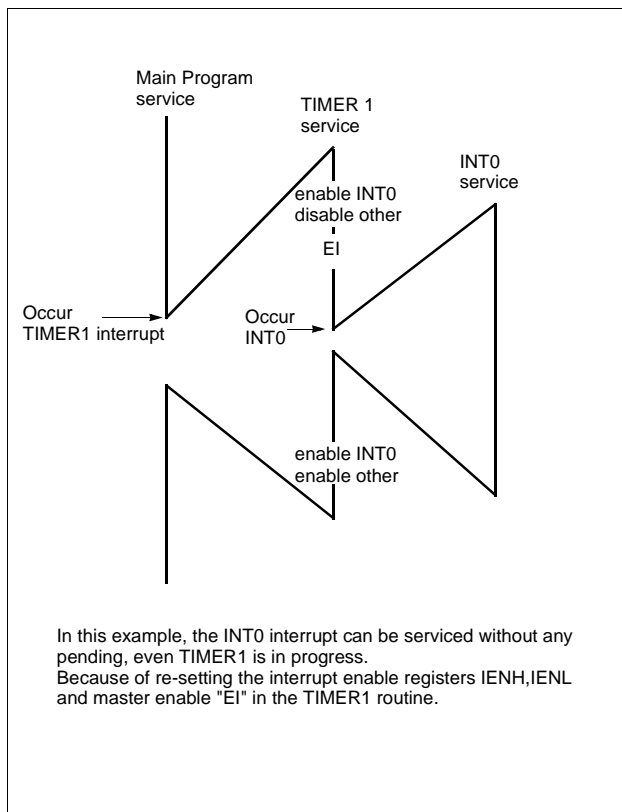 Main Program
service
TIMER 1
service
INT0
service
enable INT0
disable other
EI
Occur
TIMER1 interrupt
Occur
INT0
enable INT0
enable other
In this example, the INT0 interrupt can be serviced without any
pending, even TIMER1 is in progress.
Because of re-setting the interrupt enable registers IENH,IENL
and master enable "EI" in the TIMER1 routine.